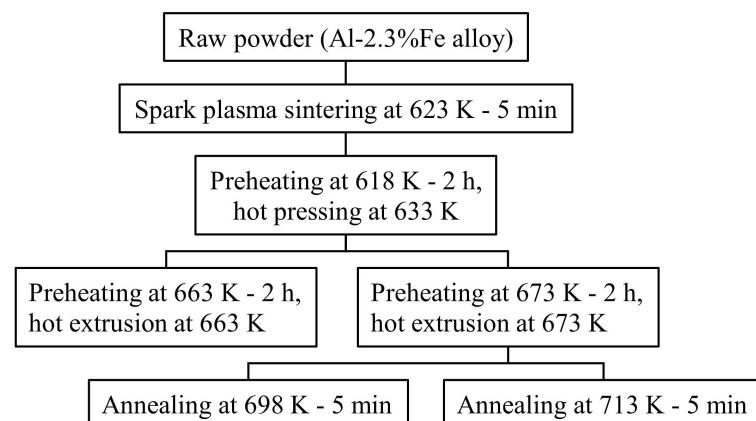 Raw powder (Al-2.3%Fe alloy)
Spark plasma sintering at 623 K - 5 min
Preheating at 618 K - 2 h,
hot pressing at 633 K
Preheating at 663 K - 2 h,
hot extrusion at 663 K
Preheating at 673 K - 2 h,
hot extrusion at 673 K
Annealing at 698 K - 5 min
Annealing at 713 K - 5 min